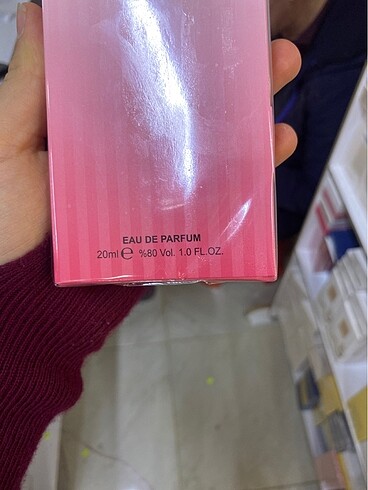 EAU DE PARFUM
20ml ℮ %80 Vol. 1.0 FL.OZ.